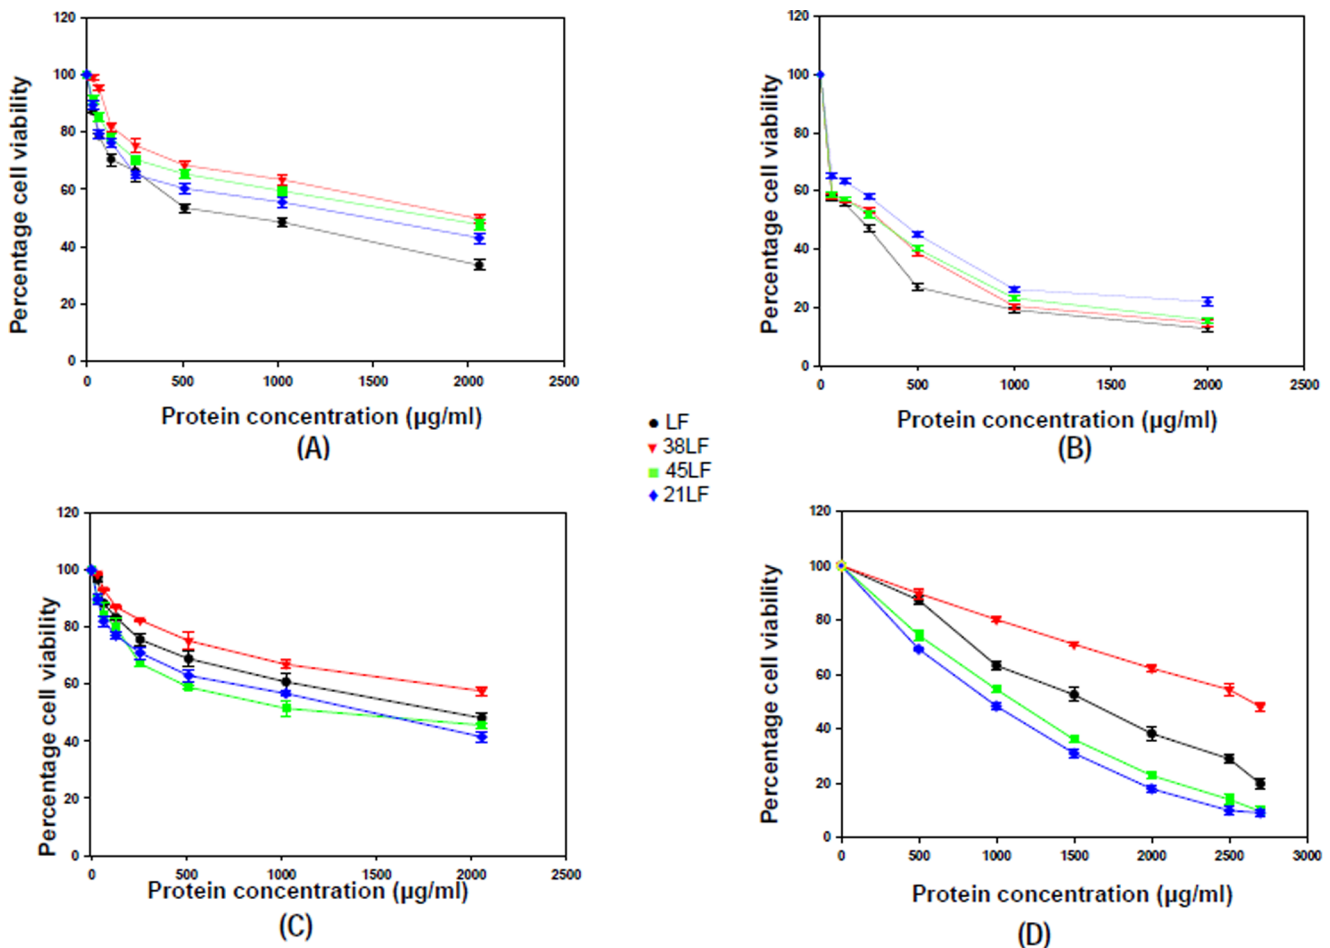 120
100
80
60
40
20
0
0 500 1000 1500 2000 2500
Percentage cell viability
Protein concentration (µg/ml)
(A)
120
100
80
60
40
20
0
0 500 1000 1500 2000 2500
Percentage cell viability
Protein concentration (µg/ml)
(B)
LF
38LF
45LF
21LF
120
100
80
60
40
20
0
0 500 1000 1500 2000 2500
Percentage cell viability
Protein concentration (µg/ml)
(C)
120
100
80
60
40
20
0
0 500 1000 1500 2000 2500 3000
Percentage cell viability
Protein concentration (µg/ml)
(D)